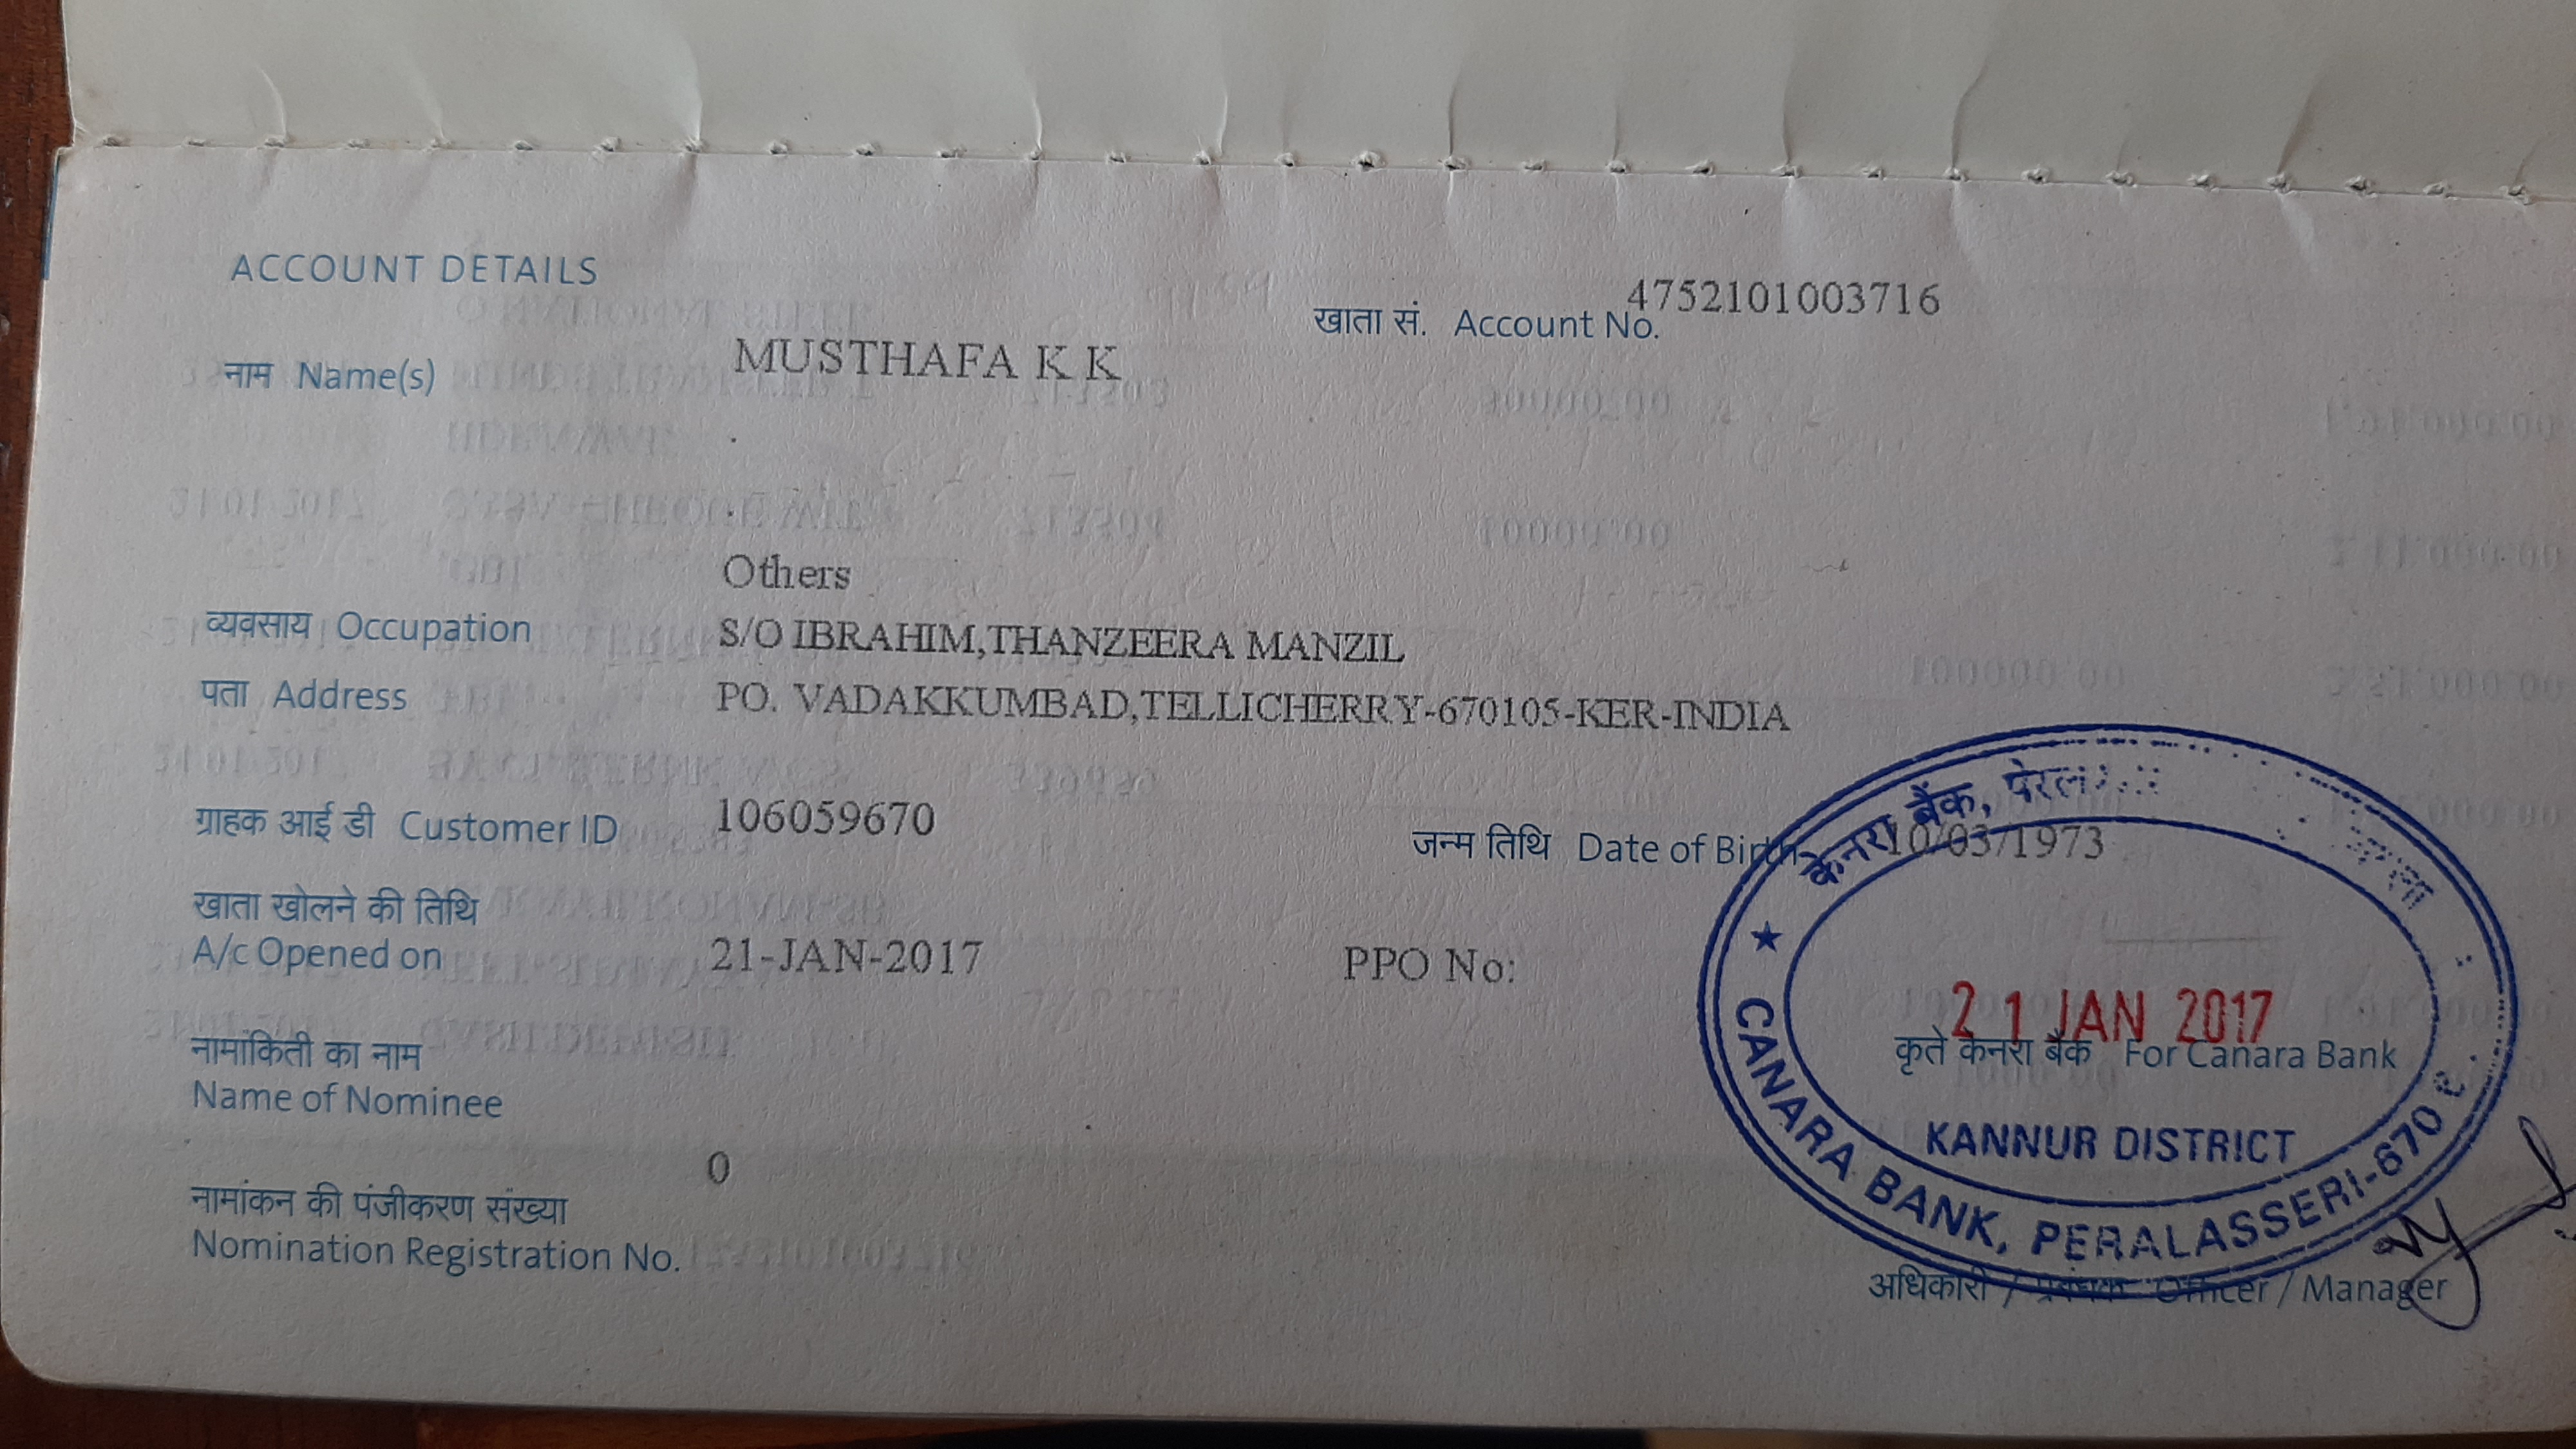 ACCOUNT DETAILS
खाता सं. Account No. 4752101003716
नाम Name(s) MUSTHAFA K K
Others
व्यवसाय Occupation
S/O IBRAHIM,THANZEERA MANZIL
पता Address PO. VADAKKUMBAD,TELLICHERRY-670105-KER-INDIA
ग्राहक आई डी Customer ID 106059670
जन्म तिथि Date of Birth 10/03/1973
खाता खोलने की तिथि
A/c Opened on 21-JAN-2017 PPO No:
नामांकिती का नाम
Name of Nominee
0
नामांकन की पंजीकरण संख्या
Nomination Registration No.
केनरा बैंक,
21 JAN 2017
कृते केनरा बैंक For Canara Bank
KANNUR DISTRICT
CANARA BANK, PERALASSERI-670
अधिकारी / Officer / Manager